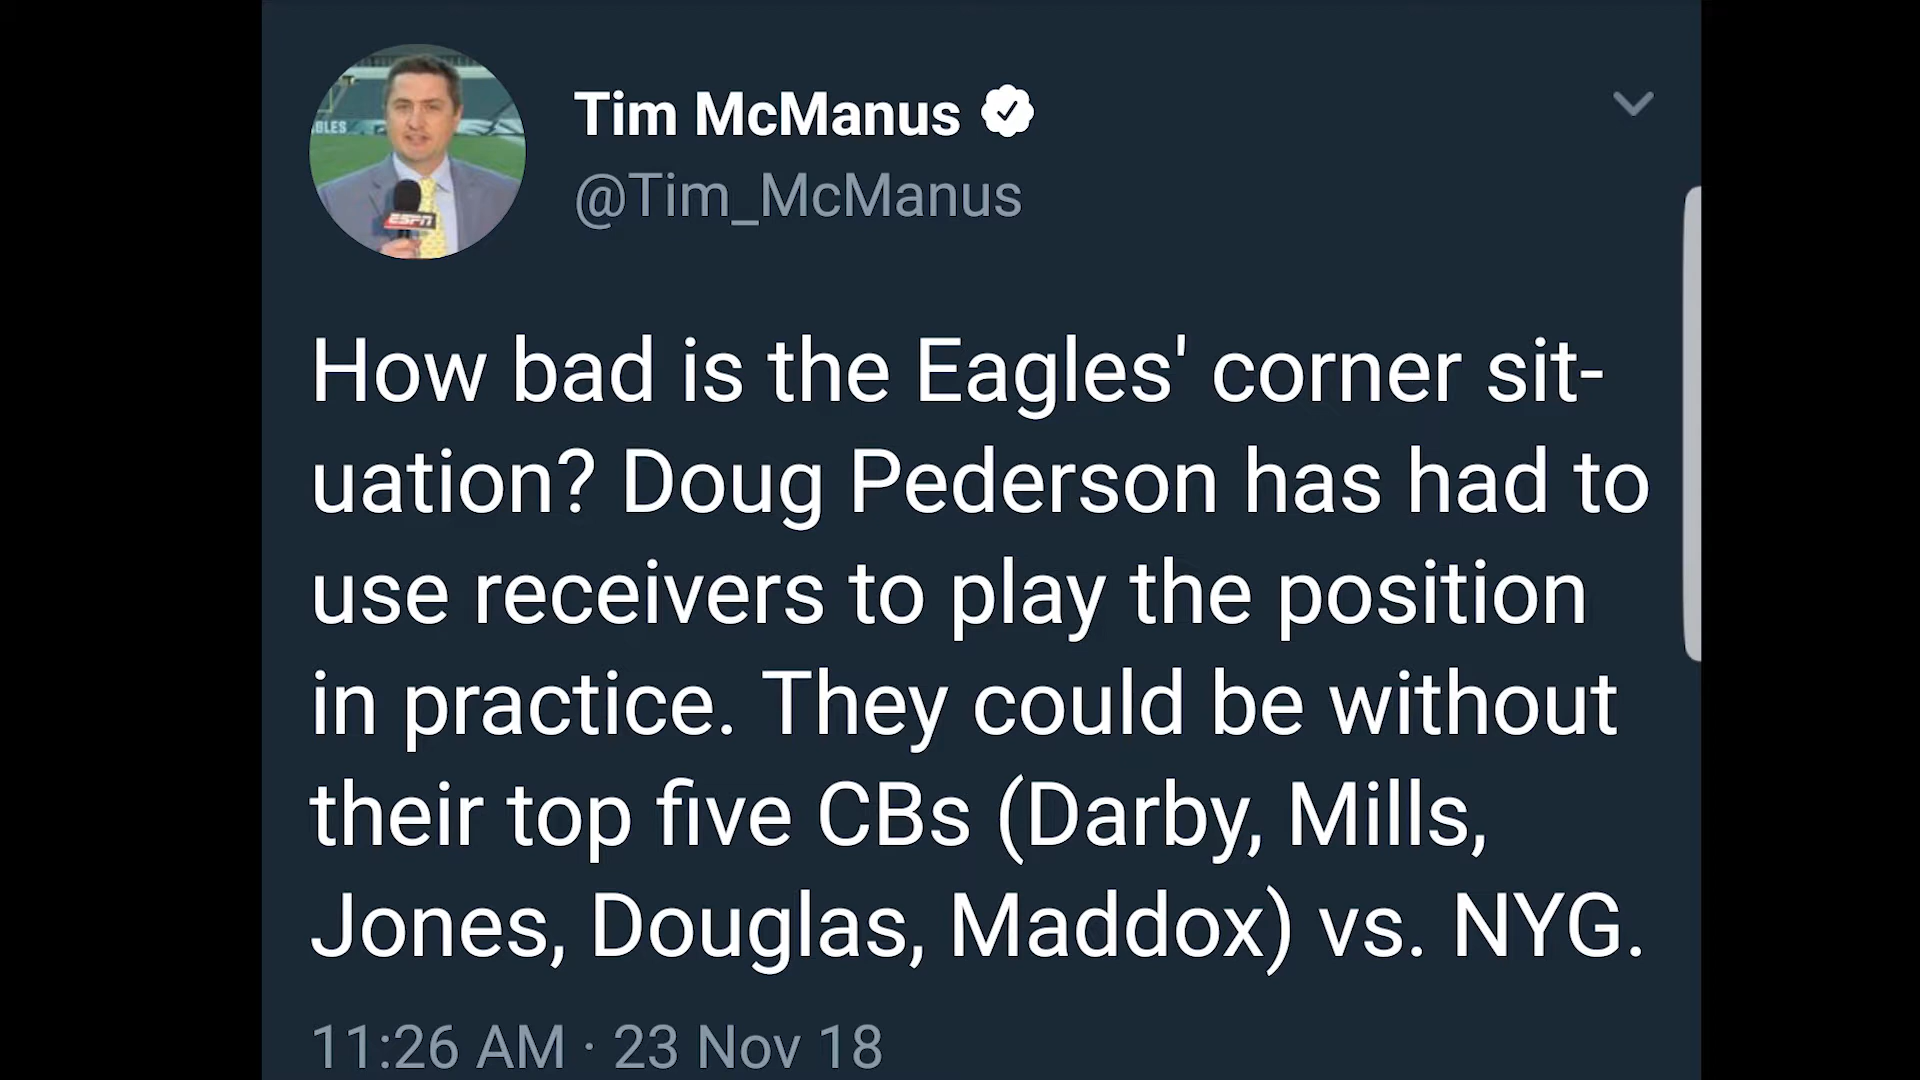 Tim McManus
@Tim_McManus
BLES
ESPN
How bad is the Eagles' corner sit-
uation? Doug Pederson has had to
use receivers to play the position
in practice. They could be without
their top five CBs (Darby, Mills,
Jones, Douglas, Maddox) vs. NYG.
11:26 AM · 23 Nov 18